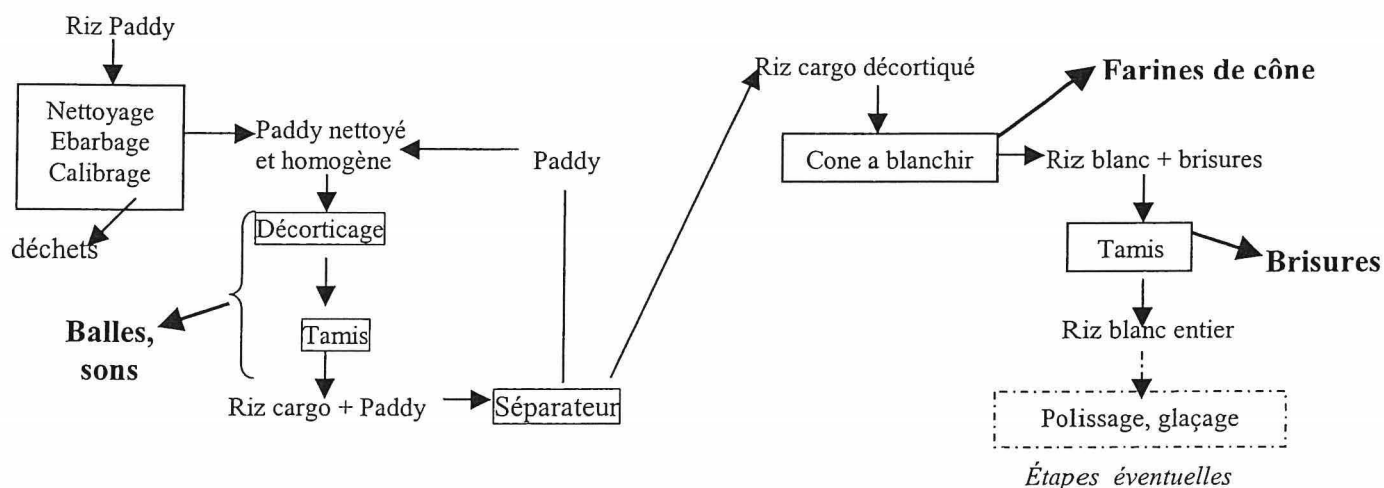 Riz Paddy
Nettoyage
Ebarbage
Calibrage
déchets
Paddy nettoyé
et homogène
Paddy
Décorticage
Balles,
sons
Tamis
Riz cargo + Paddy
Séparateur
Riz cargo décortiqué
Farines de cône
Cone a blanchir
Riz blanc + brisures
Tamis
Brisures
Riz blanc entier
Polissage, glaçage
Étapes éventuelles